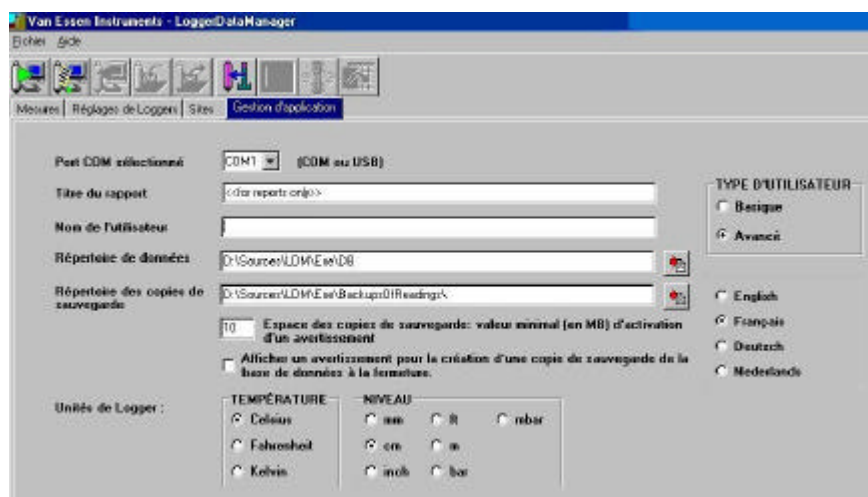 Van Essen Instruments - LoggerDataManager
Fichier Aide
Mesures Réglages de Loggers Sites Gestion d'application
Port COM sélectionné COM1 (COM ou USB)
Titre du rapport <<for reports only>>
Nom de l'utilisateur
Répertoire de données D:\Sources\LDM\Exe\DB
Répertoire des copies de sauvegarde D:\Sources\LDM\Exe\BackupsOfReadings\
10 Espace des copies de sauvegarde: valeur minimal (en MB) d'activation
d'un avertissement
Afficher un avertissement pour la création d'une copie de sauvegarde de la
base de données à la fermeture.
TYPE D'UTILISATEUR
Basique
Avancé
English
Français
Deutsch
Nederlands
Unités de Logger :
TEMPÉRATURE
Celsius
Fahrenheit
Kelvin
NIVEAU
mm ft mbar
cm m
inch bar